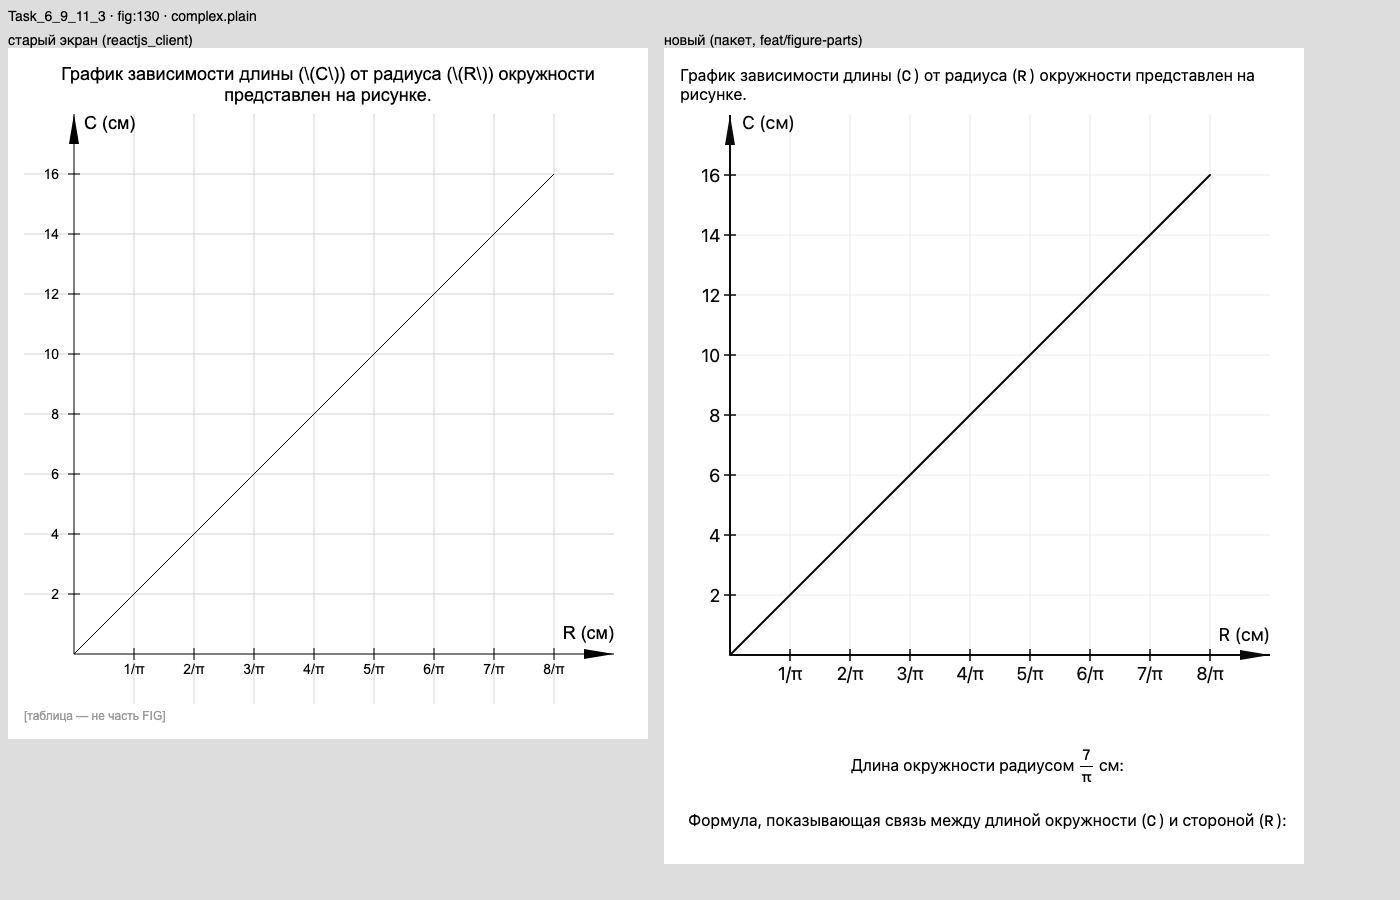 Task_6_9_11_3 · fig:130 · complex.plain
старый экран (reactjs_client)
График зависимости длины (\(C\)) от радиуса (\(R\)) окружности
представлен на рисунке.
C (см)
16
14
12
10
8
6
4
2
R (см)
1/π 2/π 3/π 4/π 5/π 6/π 7/π 8/π
[таблица — не часть FIG]
новый (пакет, feat/figure-parts)
График зависимости длины (C) от радиуса (R) окружности представлен на
рисунке.
C (см)
16
14
12
10
8
6
4
2
R (см)
1/π 2/π 3/π 4/π 5/π 6/π 7/π 8/π
Длина окружности радиусом 7/π см:
Формула, показывающая связь между длиной окружности (C) и стороной (R):